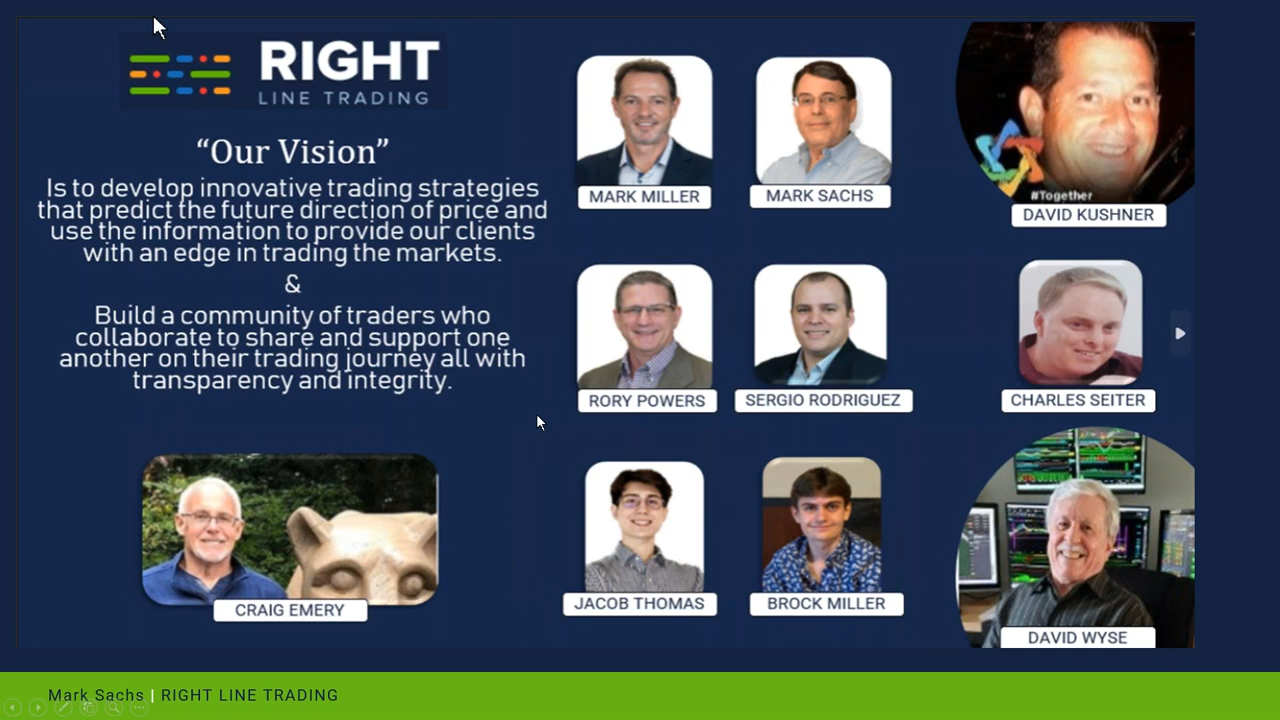 RIGHT
LINE TRADING
“Our Vision”
Is to develop innovative trading strategies
that predict the future direction of price and
use the information to provide our clients
with an edge in trading the markets.
&
Build a community of traders who
collaborate to share and support one
another on their trading journey all with
transparency and integrity.
MARK MILLER
MARK SACHS
#Together
DAVID KUSHNER
RORY POWERS
SERGIO RODRIGUEZ
CHARLES SEITER
CRAIG EMERY
JACOB THOMAS
BROCK MILLER
DAVID WYSE
Mark Sachs | RIGHT LINE TRADING